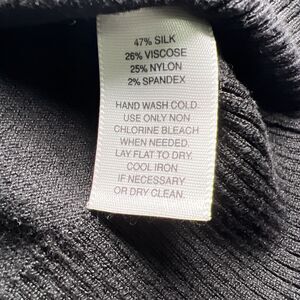 47% SILK
26% VISCOSE
25% NYLON
2% SPANDEX
HAND WASH COLD.
USE ONLY NON
CHLORINE BLEACH
WHEN NEEDED.
LAY FLAT TO DRY.
COOL IRON
IF NECESSARY
OR DRY CLEAN.